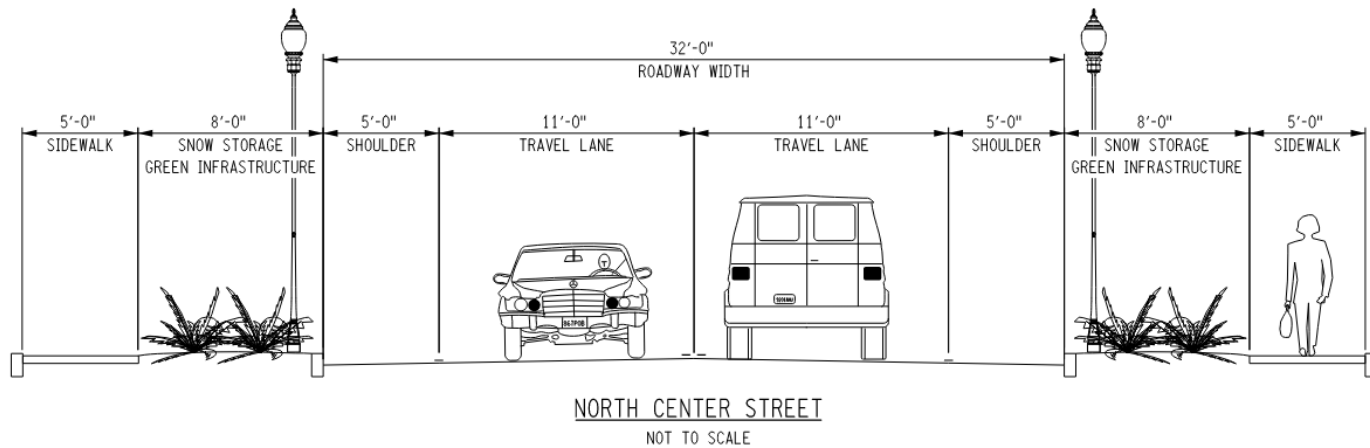 32'-0"
ROADWAY WIDTH
5'-0" 8'-0" 5'-0" 11'-0" 11'-0" 5'-0" 8'-0" 5'-0"
SIDEWALK SNOW STORAGE SHOULDER TRAVEL LANE TRAVEL LANE SHOULDER SNOW STORAGE SIDEWALK
GREEN INFRASTRUCTURE GREEN INFRASTRUCTURE
T
NORTH CENTER STREET
NOT TO SCALE